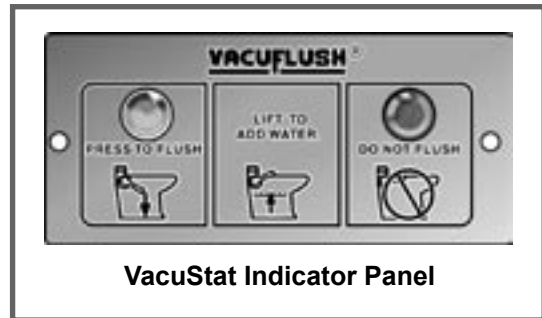 VACUFLUSH®
PRESS TO FLUSH
LIFT TO
ADD WATER
DO NOT FLUSH
VacuStat Indicator Panel